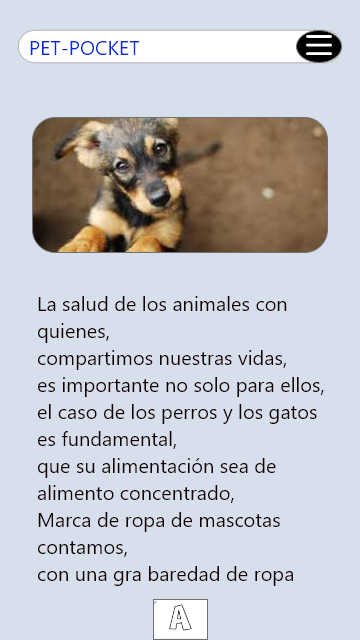 PET-POCKET
La salud de los animales con
quienes,
compartimos nuestras vidas,
es importante no solo para ellos,
el caso de los perros y los gatos
es fundamental,
que su alimentación sea de
alimento concentrado,
Marca de ropa de mascotas
contamos,
con una gra baredad de ropa
A